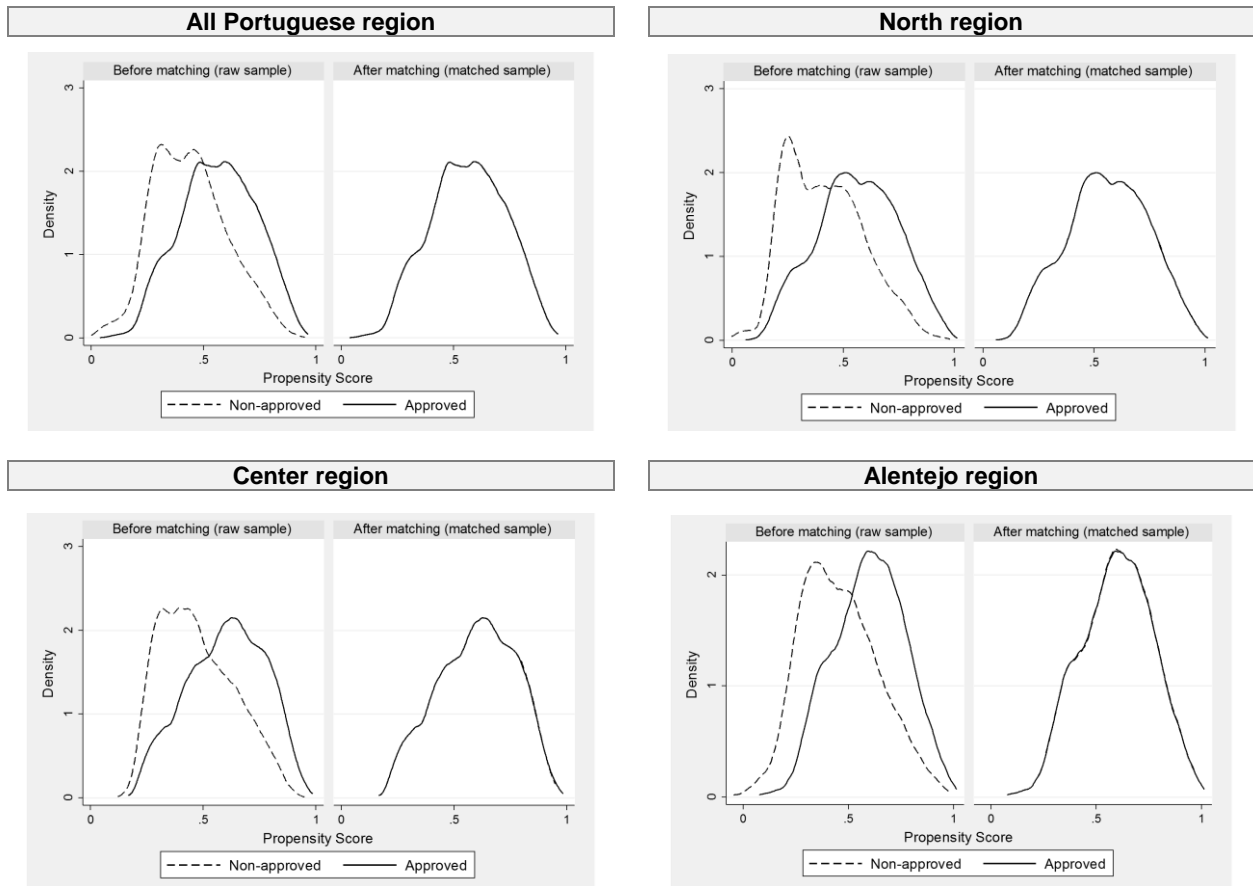 All Portuguese region
Before matching (raw sample) After matching (matched sample)
Density
3
2
1
0
0 .5 1 0 .5 1
Propensity Score
Non-approved Approved
North region
Before matching (raw sample) After matching (matched sample)
Density
3
2
1
0
0 .5 1 0 .5 1
Propensity Score
Non-approved Approved
Center region
Before matching (raw sample) After matching (matched sample)
Density
3
2
1
0
0 .5 1 0 .5 1
Propensity Score
Non-approved Approved
Alentejo region
Before matching (raw sample) After matching (matched sample)
Density
2
1
0
0 .5 1 0 .5 1
Propensity Score
Non-approved Approved